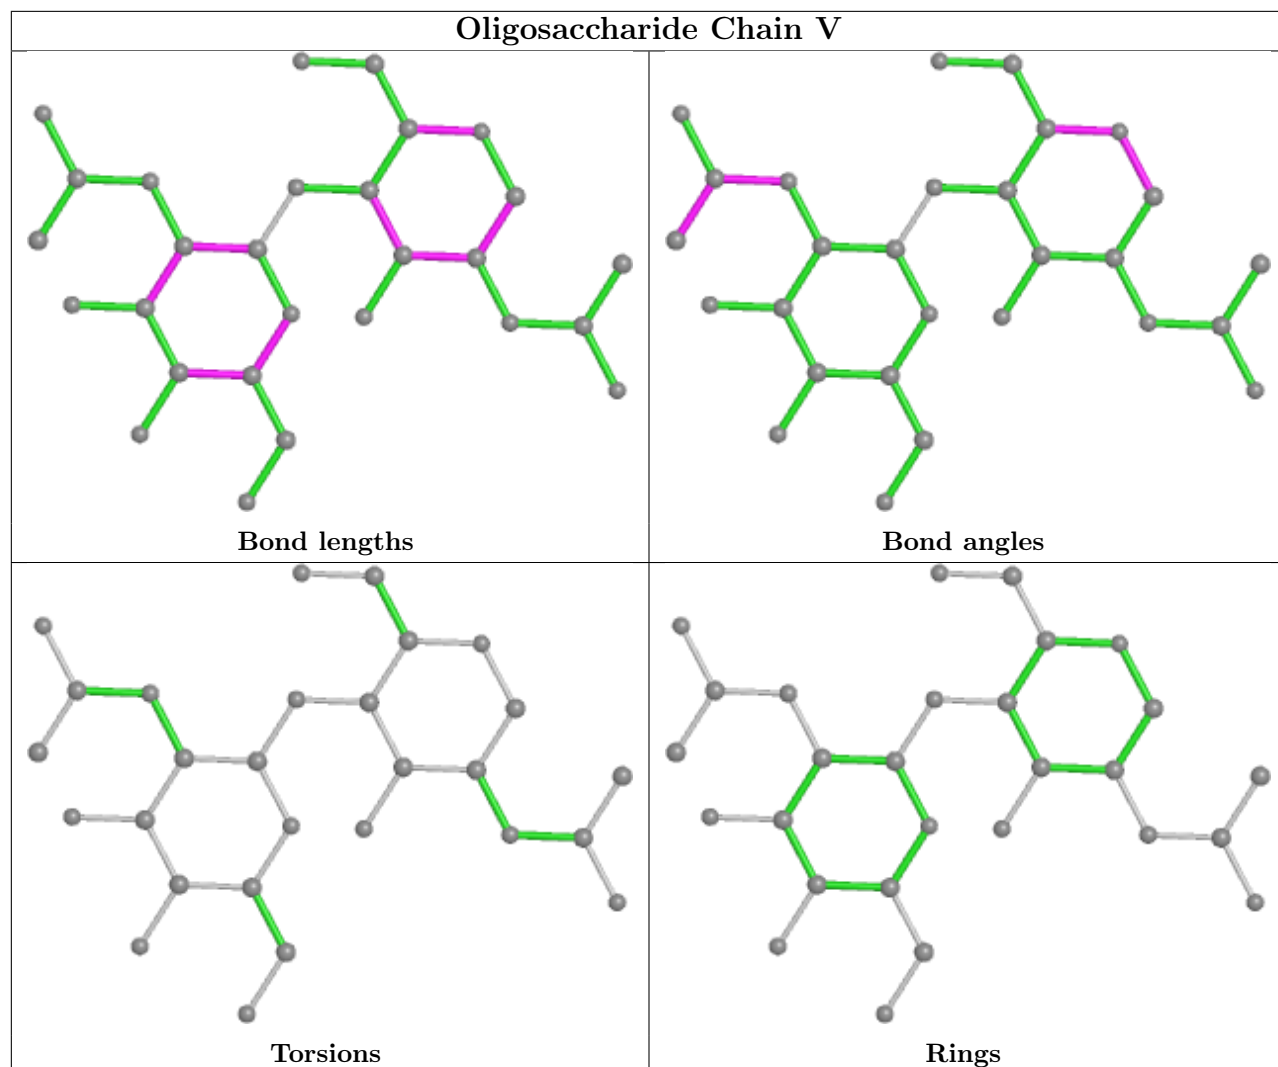 Oligosaccharide Chain V
Bond lengths
Bond angles
Torsions
Rings